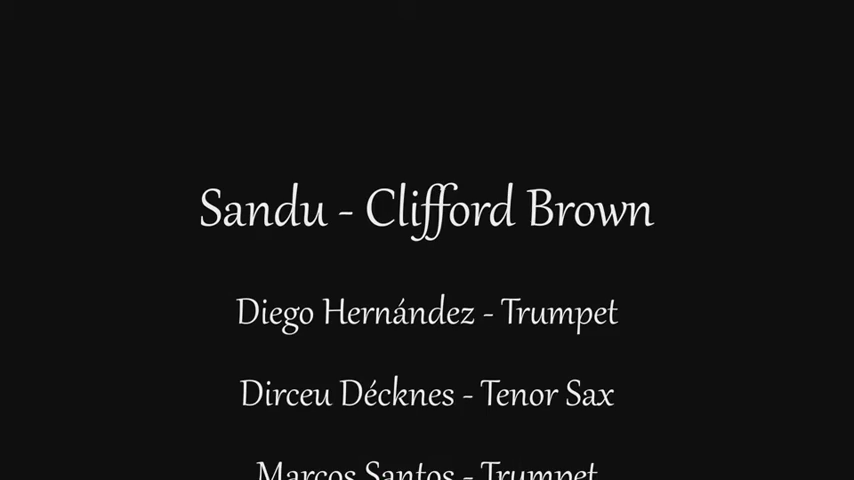 Sandu - Clifford Brown
Diego Hernández - Trumpet
Dirceu Décknes - Tenor Sax
Marcos Santos - Trumpet